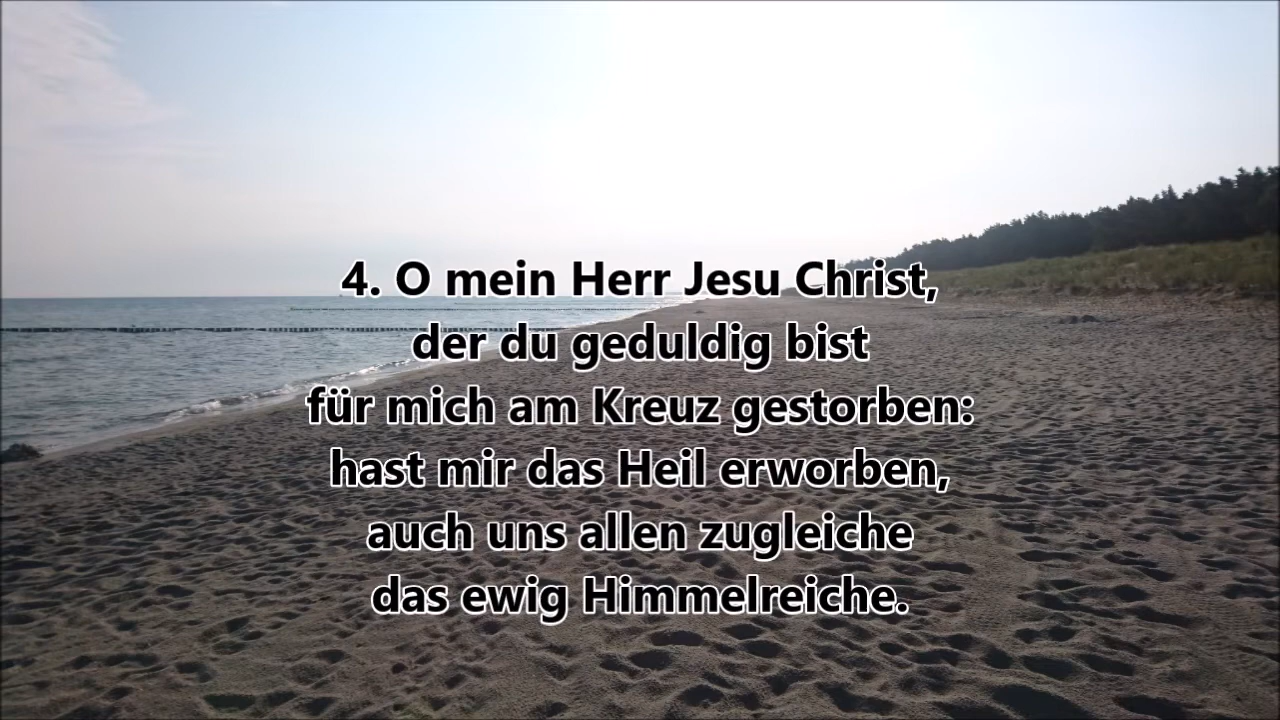 4. O mein Herr Jesu Christ,
der du geduldig bist
für mich am Kreuz gestorben:
hast mir das Heil erworben,
auch uns allen zugleiche
das ewig Himmelreiche.